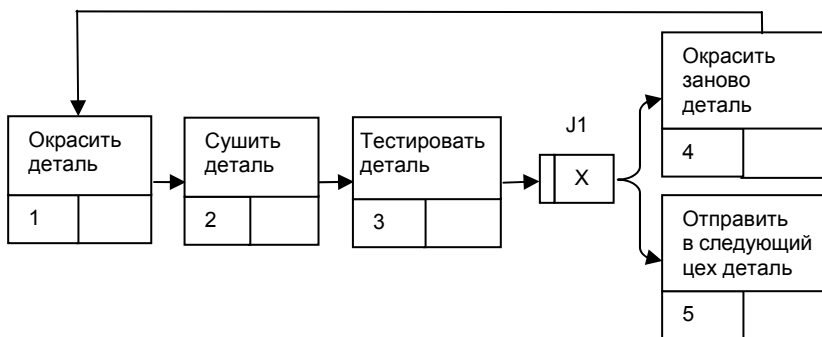 Окрасить
деталь
1
Сушить
деталь
2
Тестировать
деталь
3
J1
X
Окрасить
заново
деталь
4
Отправить
в следующий
цех деталь
5